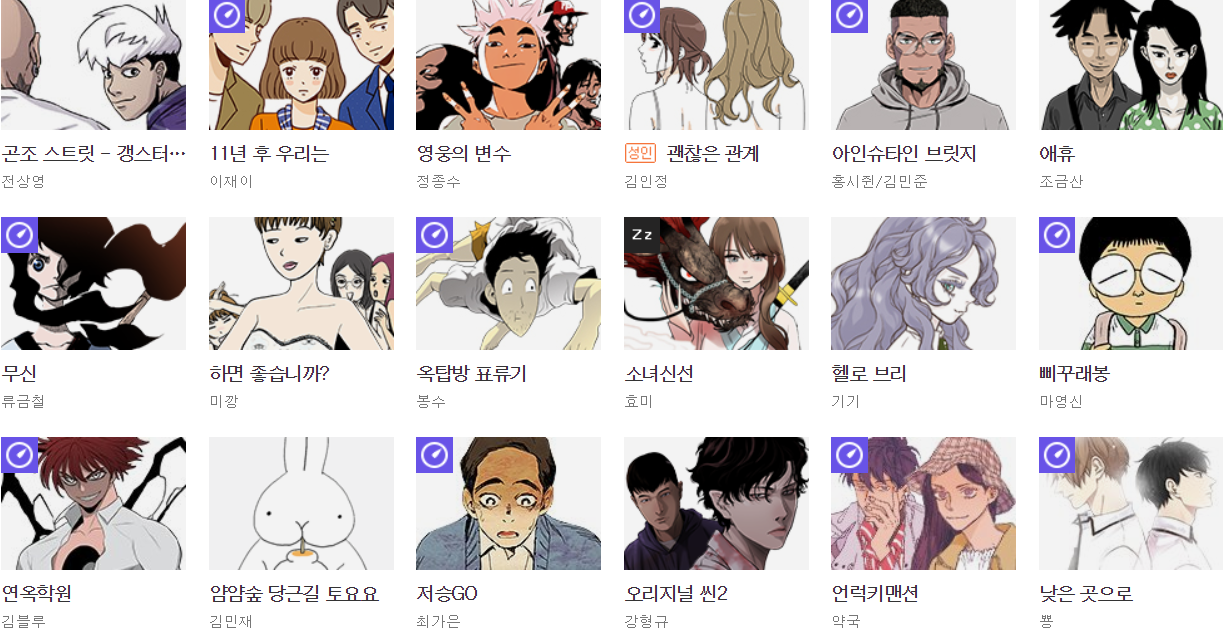 곤조 스트릿 - 갱스터…
전상영
11년 후 우리는
이재이
영웅의 변수
정종수
성인 괜찮은 관계
김인정
아인슈타인 브릿지
홍시쥔/김민준
애휴
조금산
Zz
무신
류금철
하면 좋습니까?
미깡
옥탑방 표류기
봉수
소녀신선
효미
헬로 브리
기기
삐꾸래봉
마영신
연옥학원
김블루
얌얌숲 당근길 토요요
김민재
저승GO
최가은
오리지널 씬2
강형규
언럭키맨션
약국
낮은 곳으로
뿅